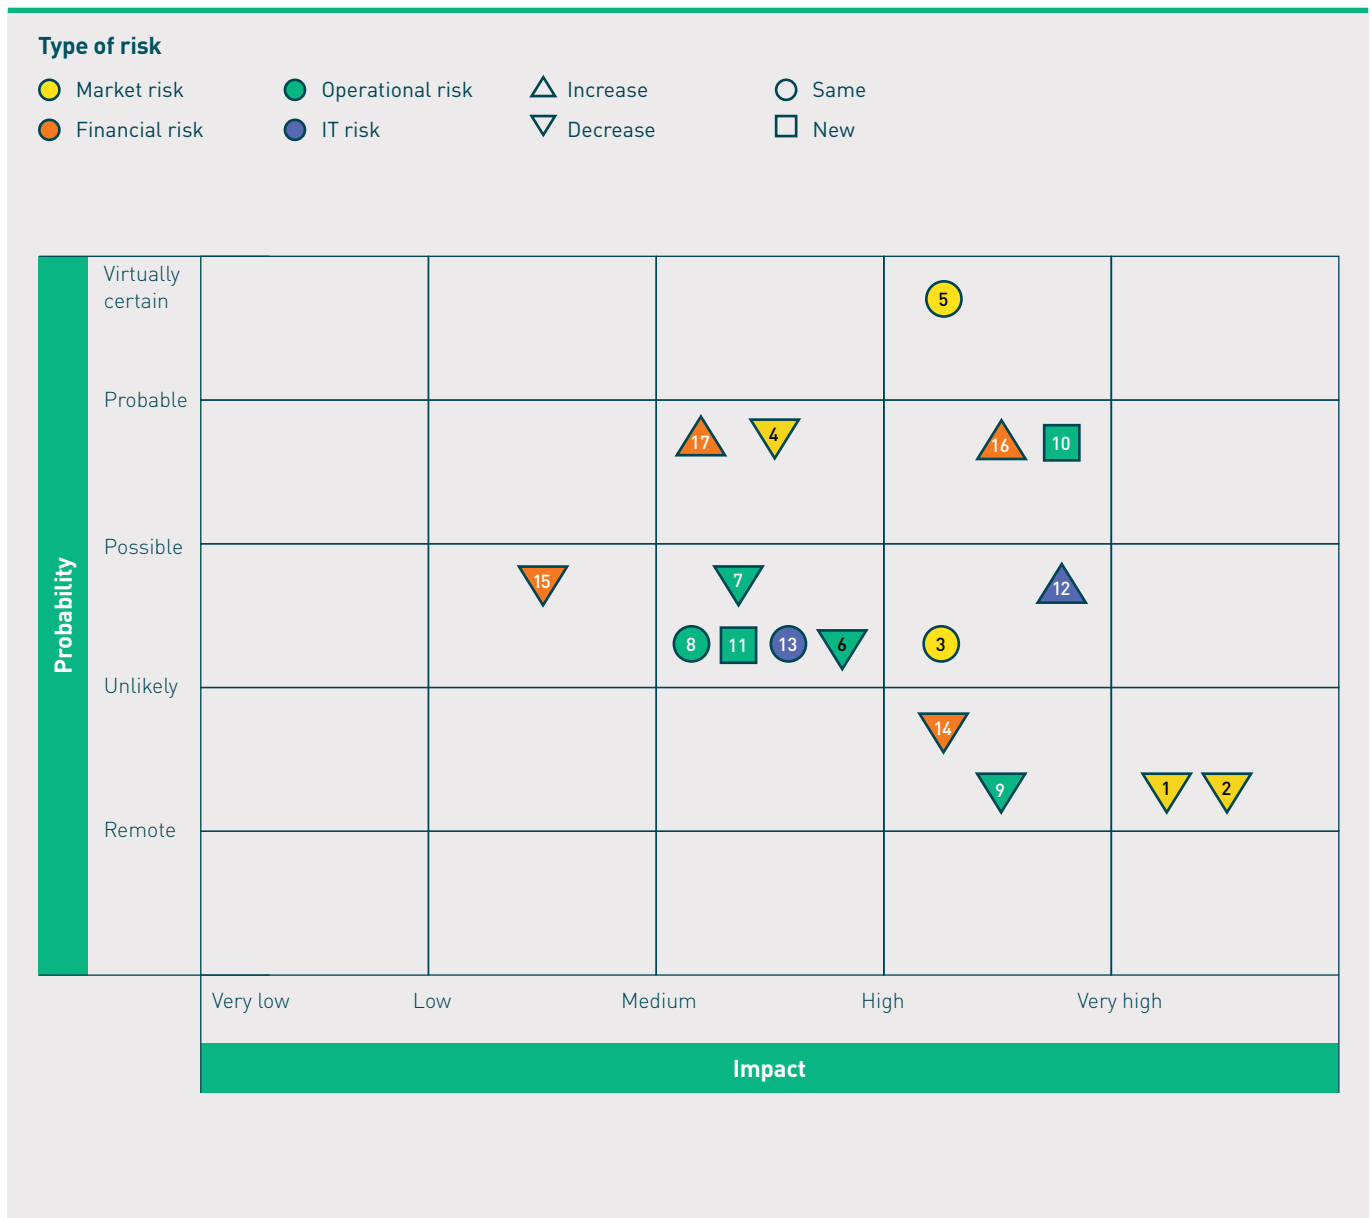 Type of risk
Market risk
Operational risk
Increase
Same
Financial risk
IT risk
Decrease
New
Virtually
certain
5
Probable
17
4
16
10
Possible
15
7
12
8
11
13
6
3
Probability
Unlikely
14
9
1
2
Remote
Very low
Low
Medium
High
Very high
Impact